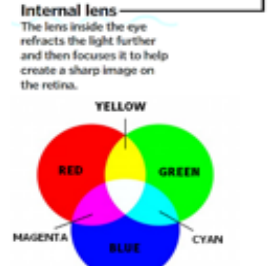 Internal lens
The lens inside the eye
refracts the light further
and then focuses it to help
create a sharp image on
the retina.
YELLOW
RED
GREEN
MAGENTA
CYAN
BLUE